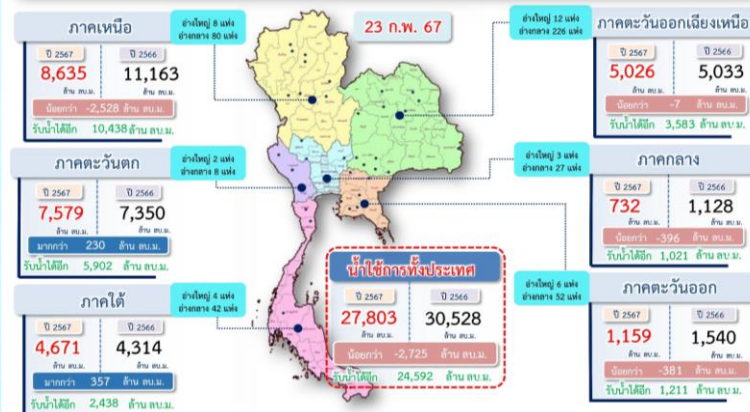 ภาคเหนือ
อ่างใหญ่ 8 แห่ง
อ่างกลาง 80 แห่ง
ปี 2567 ปี 2566
8,635 11,163
ล้าน ลบ.ม. ล้าน ลบ.ม.
น้อยกว่า -2,528 ล้าน ลบ.ม.
รับน้ำได้อีก 10,438 ล้าน ลบ.ม.
23 ก.พ. 67
อ่างใหญ่ 12 แห่ง
อ่างกลาง 226 แห่ง
ภาคตะวันออกเฉียงเหนือ
ปี 2567 ปี 2566
5,026 5,033
ล้าน ลบ.ม. ล้าน ลบ.ม.
น้อยกว่า -7 ล้าน ลบ.ม.
รับน้ำได้อีก 3,583 ล้าน ลบ.ม.
ภาคตะวันตก
อ่างใหญ่ 2 แห่ง
อ่างกลาง 8 แห่ง
ปี 2567 ปี 2566
7,579 7,350
ล้าน ลบ.ม. ล้าน ลบ.ม.
มากกว่า 230 ล้าน ลบ.ม.
รับน้ำได้อีก 5,902 ล้าน ลบ.ม.
อ่างใหญ่ 3 แห่ง
อ่างกลาง 27 แห่ง
ภาคกลาง
ปี 2567 ปี 2566
732 1,128
ล้าน ลบ.ม. ล้าน ลบ.ม.
น้อยกว่า -396 ล้าน ลบ.ม.
รับน้ำได้อีก 1,021 ล้าน ลบ.ม.
ภาคใต้
อ่างใหญ่ 4 แห่ง
อ่างกลาง 42 แห่ง
ปี 2567 ปี 2566
4,671 4,314
ล้าน ลบ.ม. ล้าน ลบ.ม.
มากกว่า 357 ล้าน ลบ.ม.
รับน้ำได้อีก 2,438 ล้าน ลบ.ม.
น้ำใช้การทั้งประเทศ
ปี 2567 ปี 2566
27,803 30,528
ล้าน ลบ.ม. ล้าน ลบ.ม.
น้อยกว่า -2,725 ล้าน ลบ.ม.
รับน้ำได้อีก 24,592 ล้าน ลบ.ม.
อ่างใหญ่ 6 แห่ง
อ่างกลาง 52 แห่ง
ภาคตะวันออก
ปี 2567 ปี 2566
1,159 1,540
ล้าน ลบ.ม. ล้าน ลบ.ม.
น้อยกว่า -381 ล้าน ลบ.ม.
รับน้ำได้อีก 1,211 ล้าน ลบ.ม.